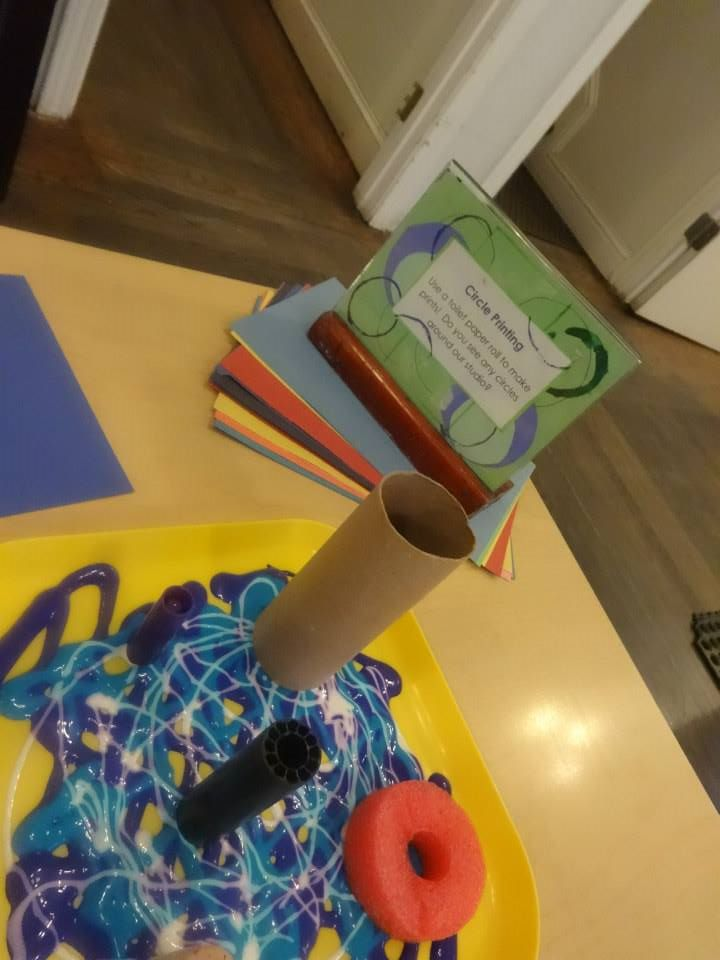 Circle Printing
Use a toilet paper roll to make
prints! Do you see any circles
around our studio?